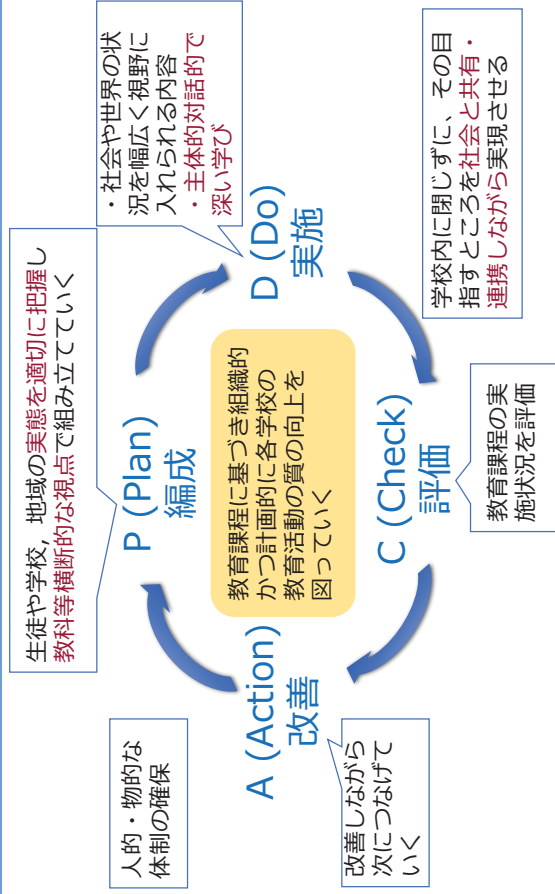 生徒や学校，地域の実態を適切に把握し
教科等横断的な視点で組み立てていく
人的・物的な
体制の確保
P (Plan)
編成
・社会や世界の状
況を幅広く視野に
入れられる内容
・主体的対話的で
深い学び
A (Action)
改善
教育課程に基づき組織的
かつ計画的に各学校の
教育活動の質の向上を
図っていく
D (Do)
実施
改善しながら
次につなげて
いく
C (Check)
評価
学校内に閉じずに、その目
指すところを社会と共有・
連携しながら実現させる
教育課程の実
施状況を評価